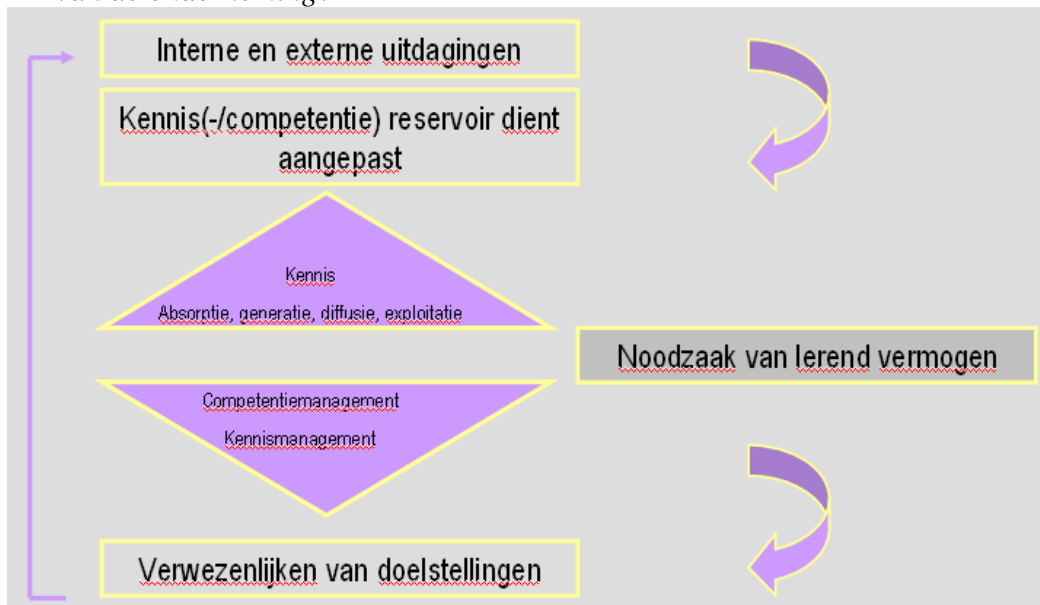 Interne en externe uitdagingen
Kennis(-/competentie) reservoir dient
aangepast
Kennis
Absorptie, generatie, diffusie, exploitatie
Noodzaak van lerend vermogen
Competentiemanagement
Kennismanagement
Verwezenlijken van doelstellingen